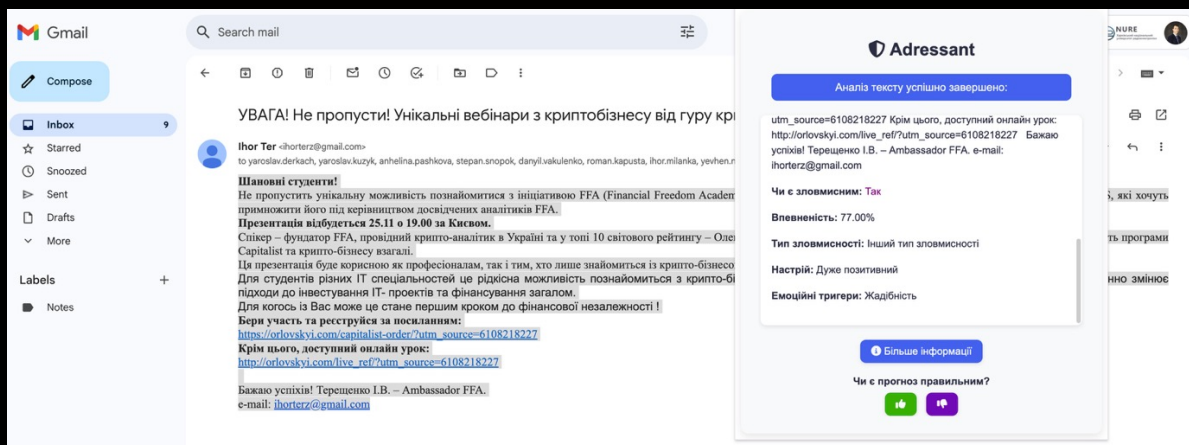 Gmail
Search mail
NURE
Compose
Inbox 9
Starred
Snoozed
Sent
Drafts
More
Labels
Notes
УВАГА! Не пропусти! Унікальні вебінари з криптобізнесу від гуру кр
Ihor Ter <ihorterz@gmail.com>
to yaroslav.derkach, yaroslav.kuzyk, anhelina.pashkova, stepan.snopok, danyil.vakulenko, roman.kapusta, ihor.milanka, yevhen.r
Шановні студенти!
Не пропустить унікальну можливість познайомитися з ініціативою FFA (Financial Freedom Academ
S, які хочуть
примножити його під керівництвом досвідчених аналітиків FFA.
Презентація відбудеться 25.11 о 19.00 за Києвом.
Спікер – фундатор FFA, провідний крипто-аналітик в Україні та у топі 10 світового рейтингу – Оле
ть програми
Capitalist та крипто-бізнесу взагалі.
Ця презентація буде корисною як професіоналам, так і тим, хто лише знайомиться із крипто-бізнесо
Для студентів різних ІТ спеціальностей це рідкісна можливість познайомитися з крипто-бі
нно змінює
підходи до інвестування ІТ- проектів та фінансування загалом.
Для когось із Вас може це стане першим кроком до фінансової незалежності !
Бери участь та реєструйся за посиланням:
https://orlovskyi.com/capitalist-order/?utm_source=6108218227
Крім цього, доступний онлайн урок:
http://orlovskyi.com/live_ref/?utm_source=6108218227
Бажаю успіхів! Терещенко І.В. – Ambassador FFA.
e-mail: ihorterz@gmail.com
Adressant
Аналіз тексту успішно завершено:
utm_source=6108218227 Крім цього, доступний онлайн урок:
http://orlovskyi.com/live_ref/?utm_source=6108218227 Бажаю
успіхів! Терещенко І.В. – Ambassador FFA. e-mail:
ihorterz@gmail.com
Чи є зловмисним: Так
Впевненість: 77.00%
Тип зловмисності: Інший тип зловмисності
Настрій: Дуже позитивний
Емоційні тригери: Жадібність
Більше інформації
Чи є прогноз правильним?